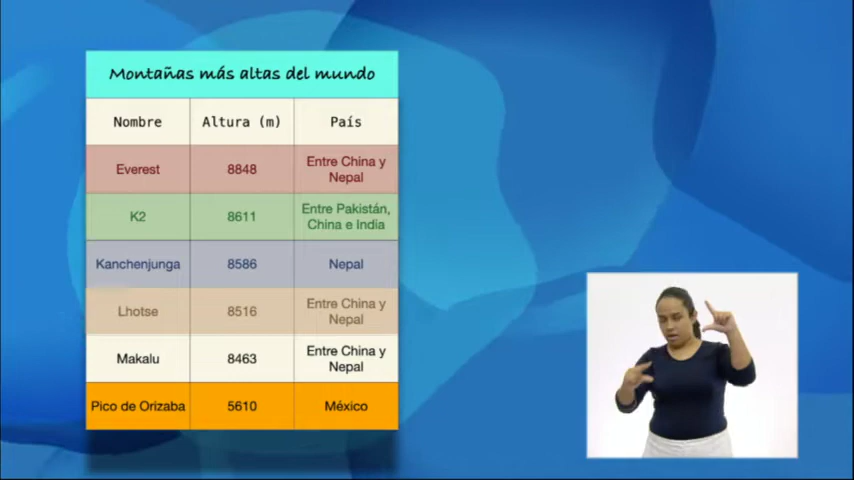 Montañas más altas del mundo
Nombre Altura (m) País
Everest 8848 Entre China y
Nepal
K2 8611 Entre Pakistán,
China e India
Kanchenjunga 8586 Nepal
Lhotse 8516 Entre China y
Nepal
Makalu 8463 Entre China y
Nepal
Pico de Orizaba 5610 México